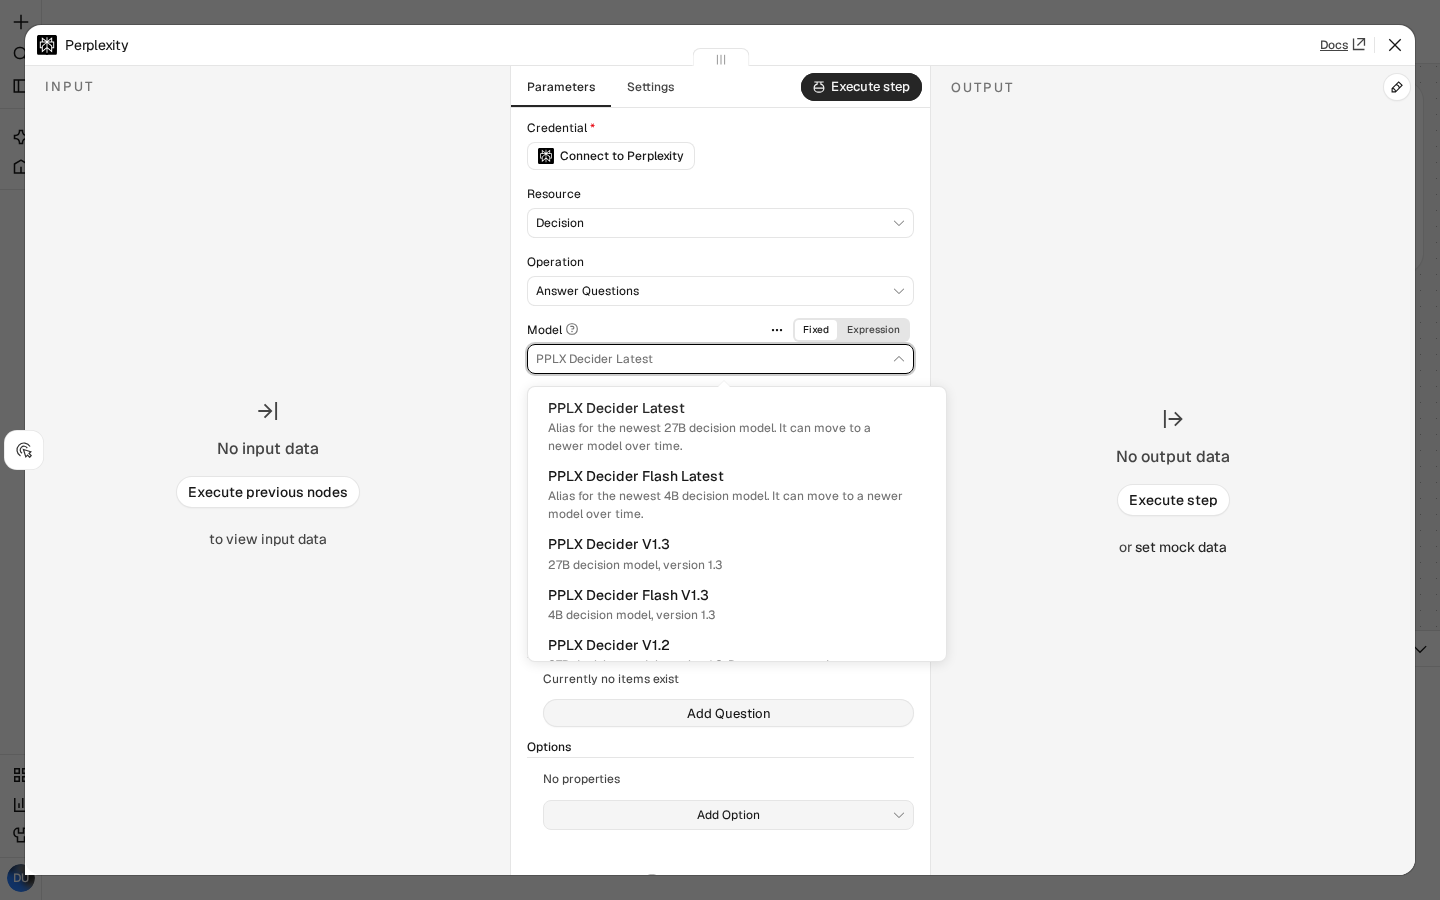 Perplexity
Docs
INPUT
Parameters
Settings
Execute step
OUTPUT
Credential *
Connect to Perplexity
Resource
Decision
Operation
Answer Questions
Model
Fixed
Expression
PPLX Decider Latest
PPLX Decider Latest
Alias for the newest 27B decision model. It can move to a
newer model over time.
PPLX Decider Flash Latest
Alias for the newest 4B decision model. It can move to a newer
model over time.
PPLX Decider V1.3
27B decision model, version 1.3
PPLX Decider Flash V1.3
4B decision model, version 1.3
PPLX Decider V1.2
No input data
Execute previous nodes
to view input data
No output data
Execute step
or set mock data
Currently no items exist
Add Question
Options
No properties
Add Option
DU